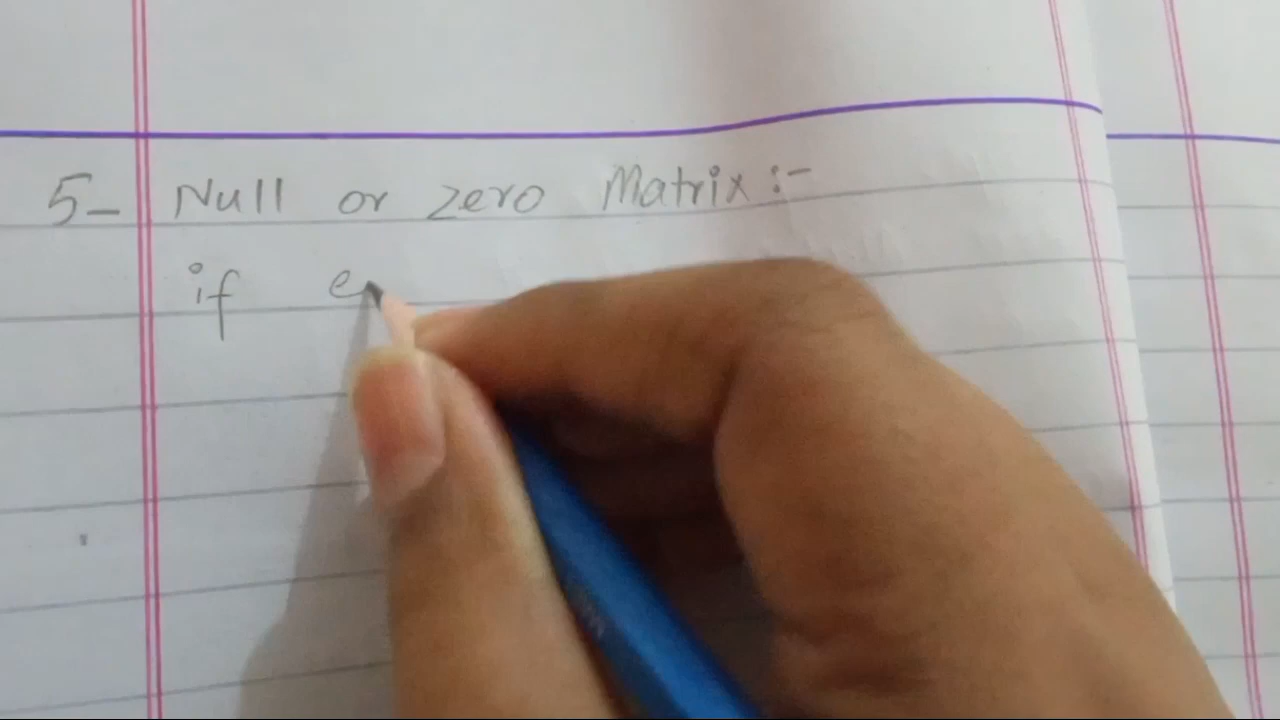 5- Null or zero Matrix :-
if e